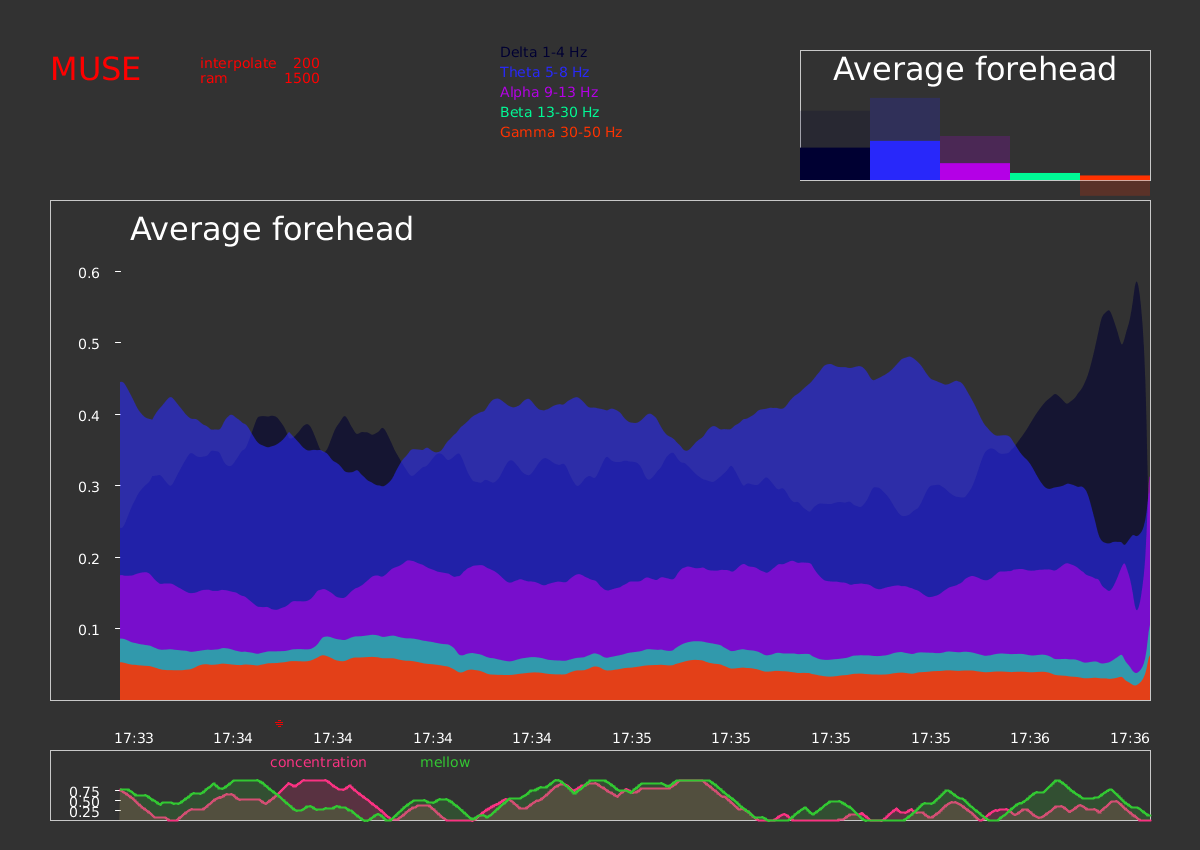 MUSE
interpolate 200
ram 1500
Delta 1-4 Hz
Theta 5-8 Hz
Alpha 9-13 Hz
Beta 13-30 Hz
Gamma 30-50 Hz
Average forehead
Average forehead
0.6
0.5
0.4
0.3
0.2
0.1
17:33 17:34 17:34 17:34 17:34 17:35 17:35 17:35 17:35 17:36 17:36
concentration mellow
0.75
0.50
0.25